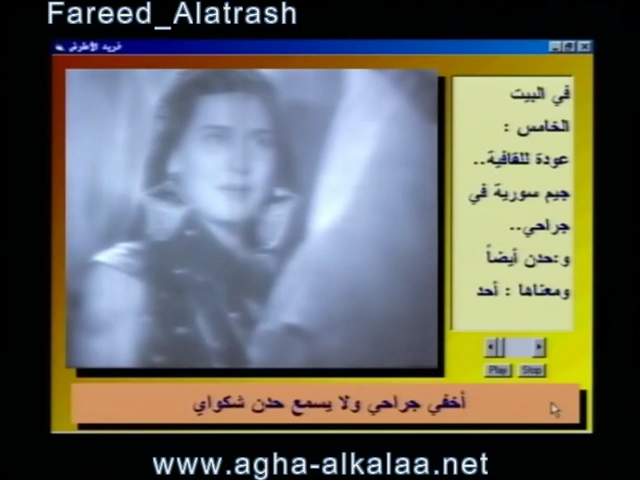 Fareed_Alatrash
فريد الأطرش
في البيت
الخامس :
عودة للقافية..
جيم سورية في
جراحي..
و:حدن أيضاً
ومعناها : أحد
Play Stop
أخفي جراحي ولا يسمع حدن شكواي
www.agha-alkalaa.net